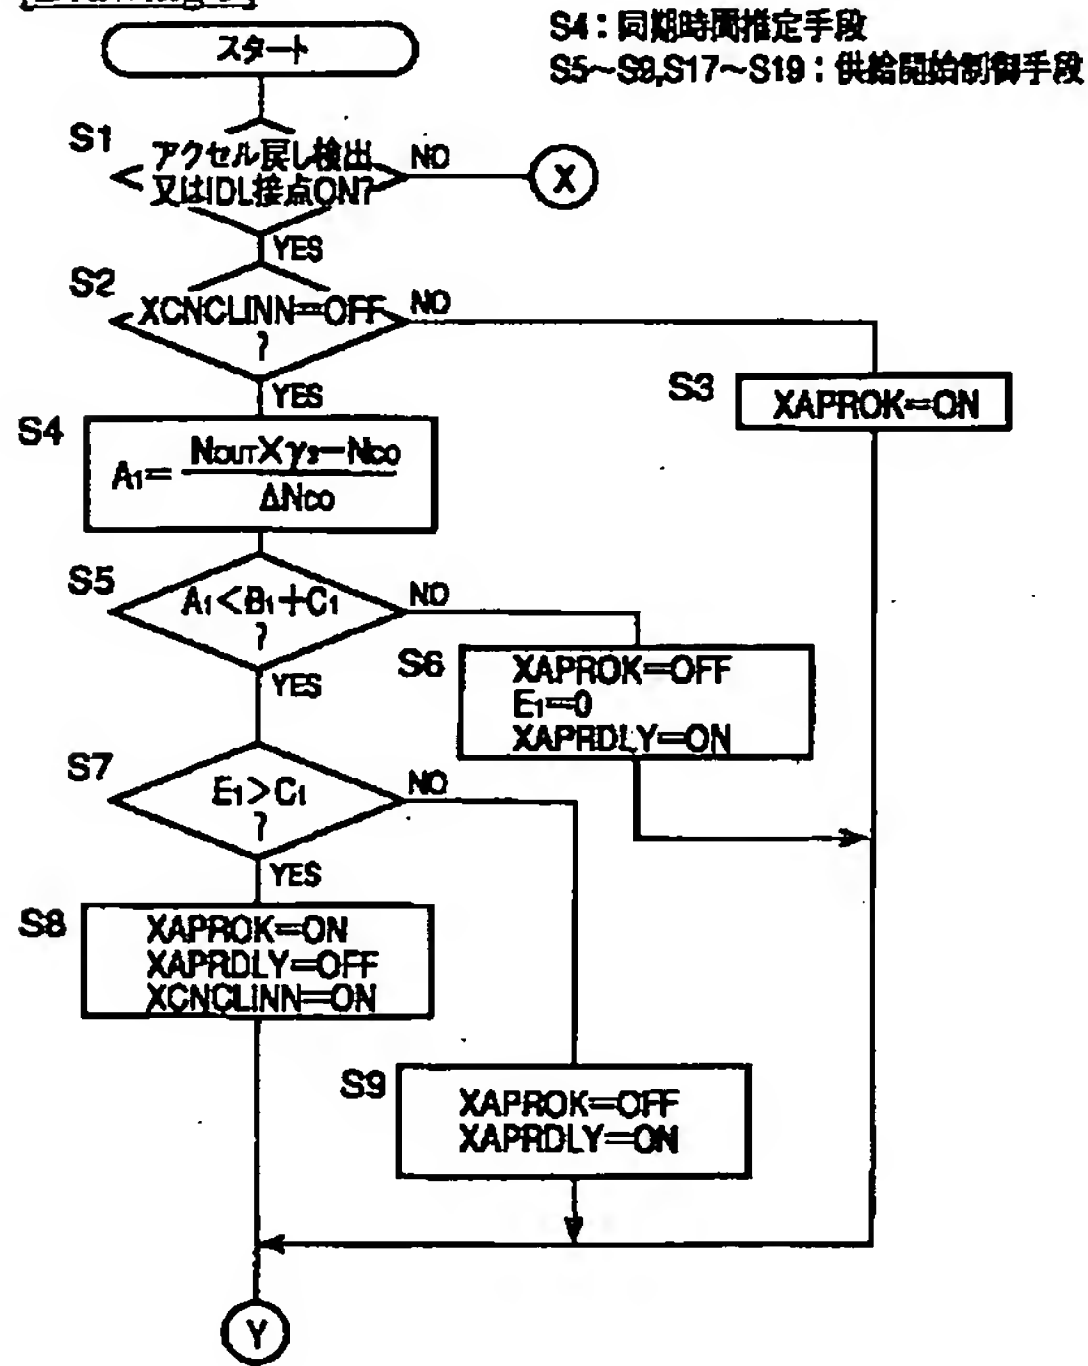 S4：同期時間推定手段
S5～S9,S17～S19：供給開始制御手段
スタート
S1
アクセル戻し検出
又はIDL接点ON?
NO
X
YES
S2
XCNCLINN=OFF
?
NO
YES
S3
XAPROK=ON
S4
A1= NOUT×γ2−NCO
ΔNCO
S5
A1<B1+C1
?
NO
YES
S6
XAPROK=OFF
E1=0
XAPRDLY=ON
S7
E1>C1
?
NO
YES
S8
XAPROK=ON
XAPRDLY=OFF
XCNCLINN=ON
S9
XAPROK=OFF
XAPRDLY=ON
Y